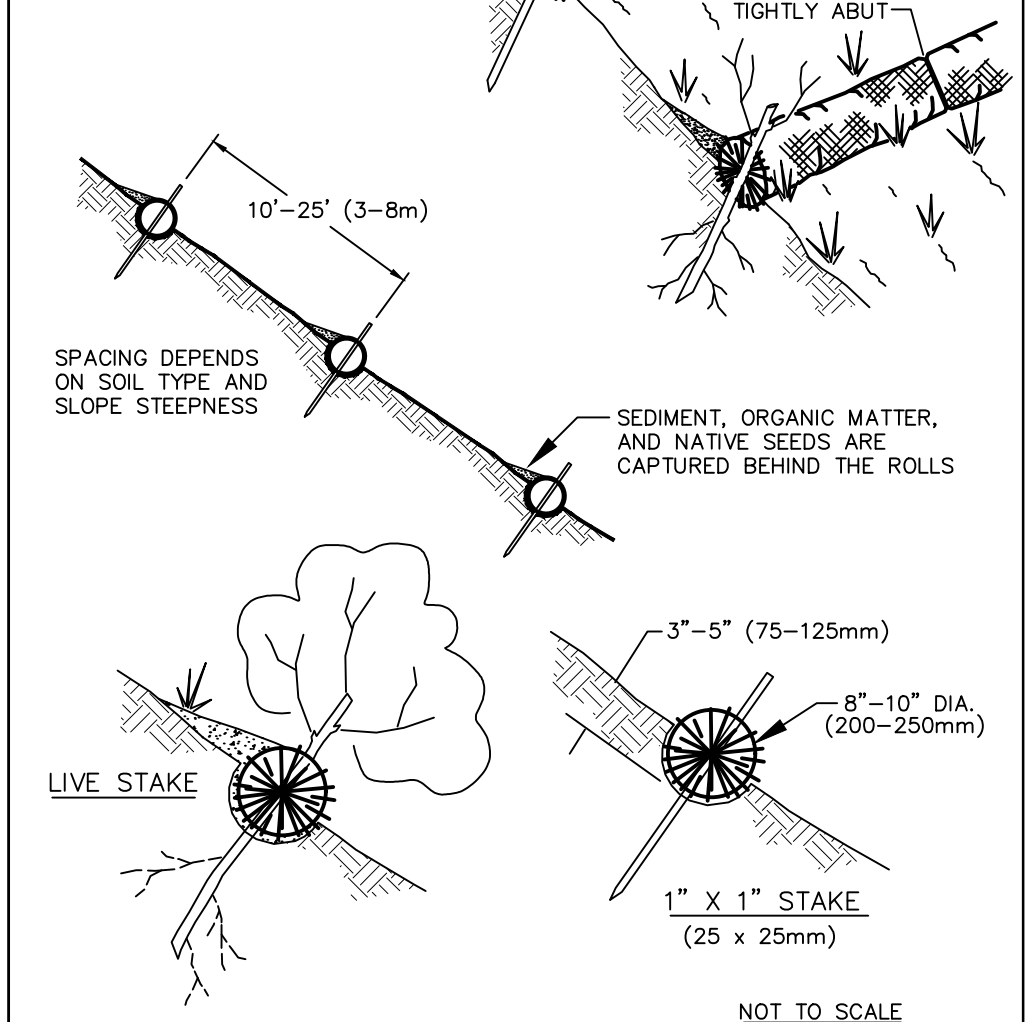 TIGHTLY ABUT
10'-25' (3-8m)
SPACING DEPENDS
ON SOIL TYPE AND
SLOPE STEEPNESS
SEDIMENT, ORGANIC MATTER,
AND NATIVE SEEDS ARE
CAPTURED BEHIND THE ROLLS
3"-5" (75-125mm)
8"-10" DIA.
(200-250mm)
LIVE STAKE
1" X 1" STAKE
(25 x 25mm)
NOT TO SCALE